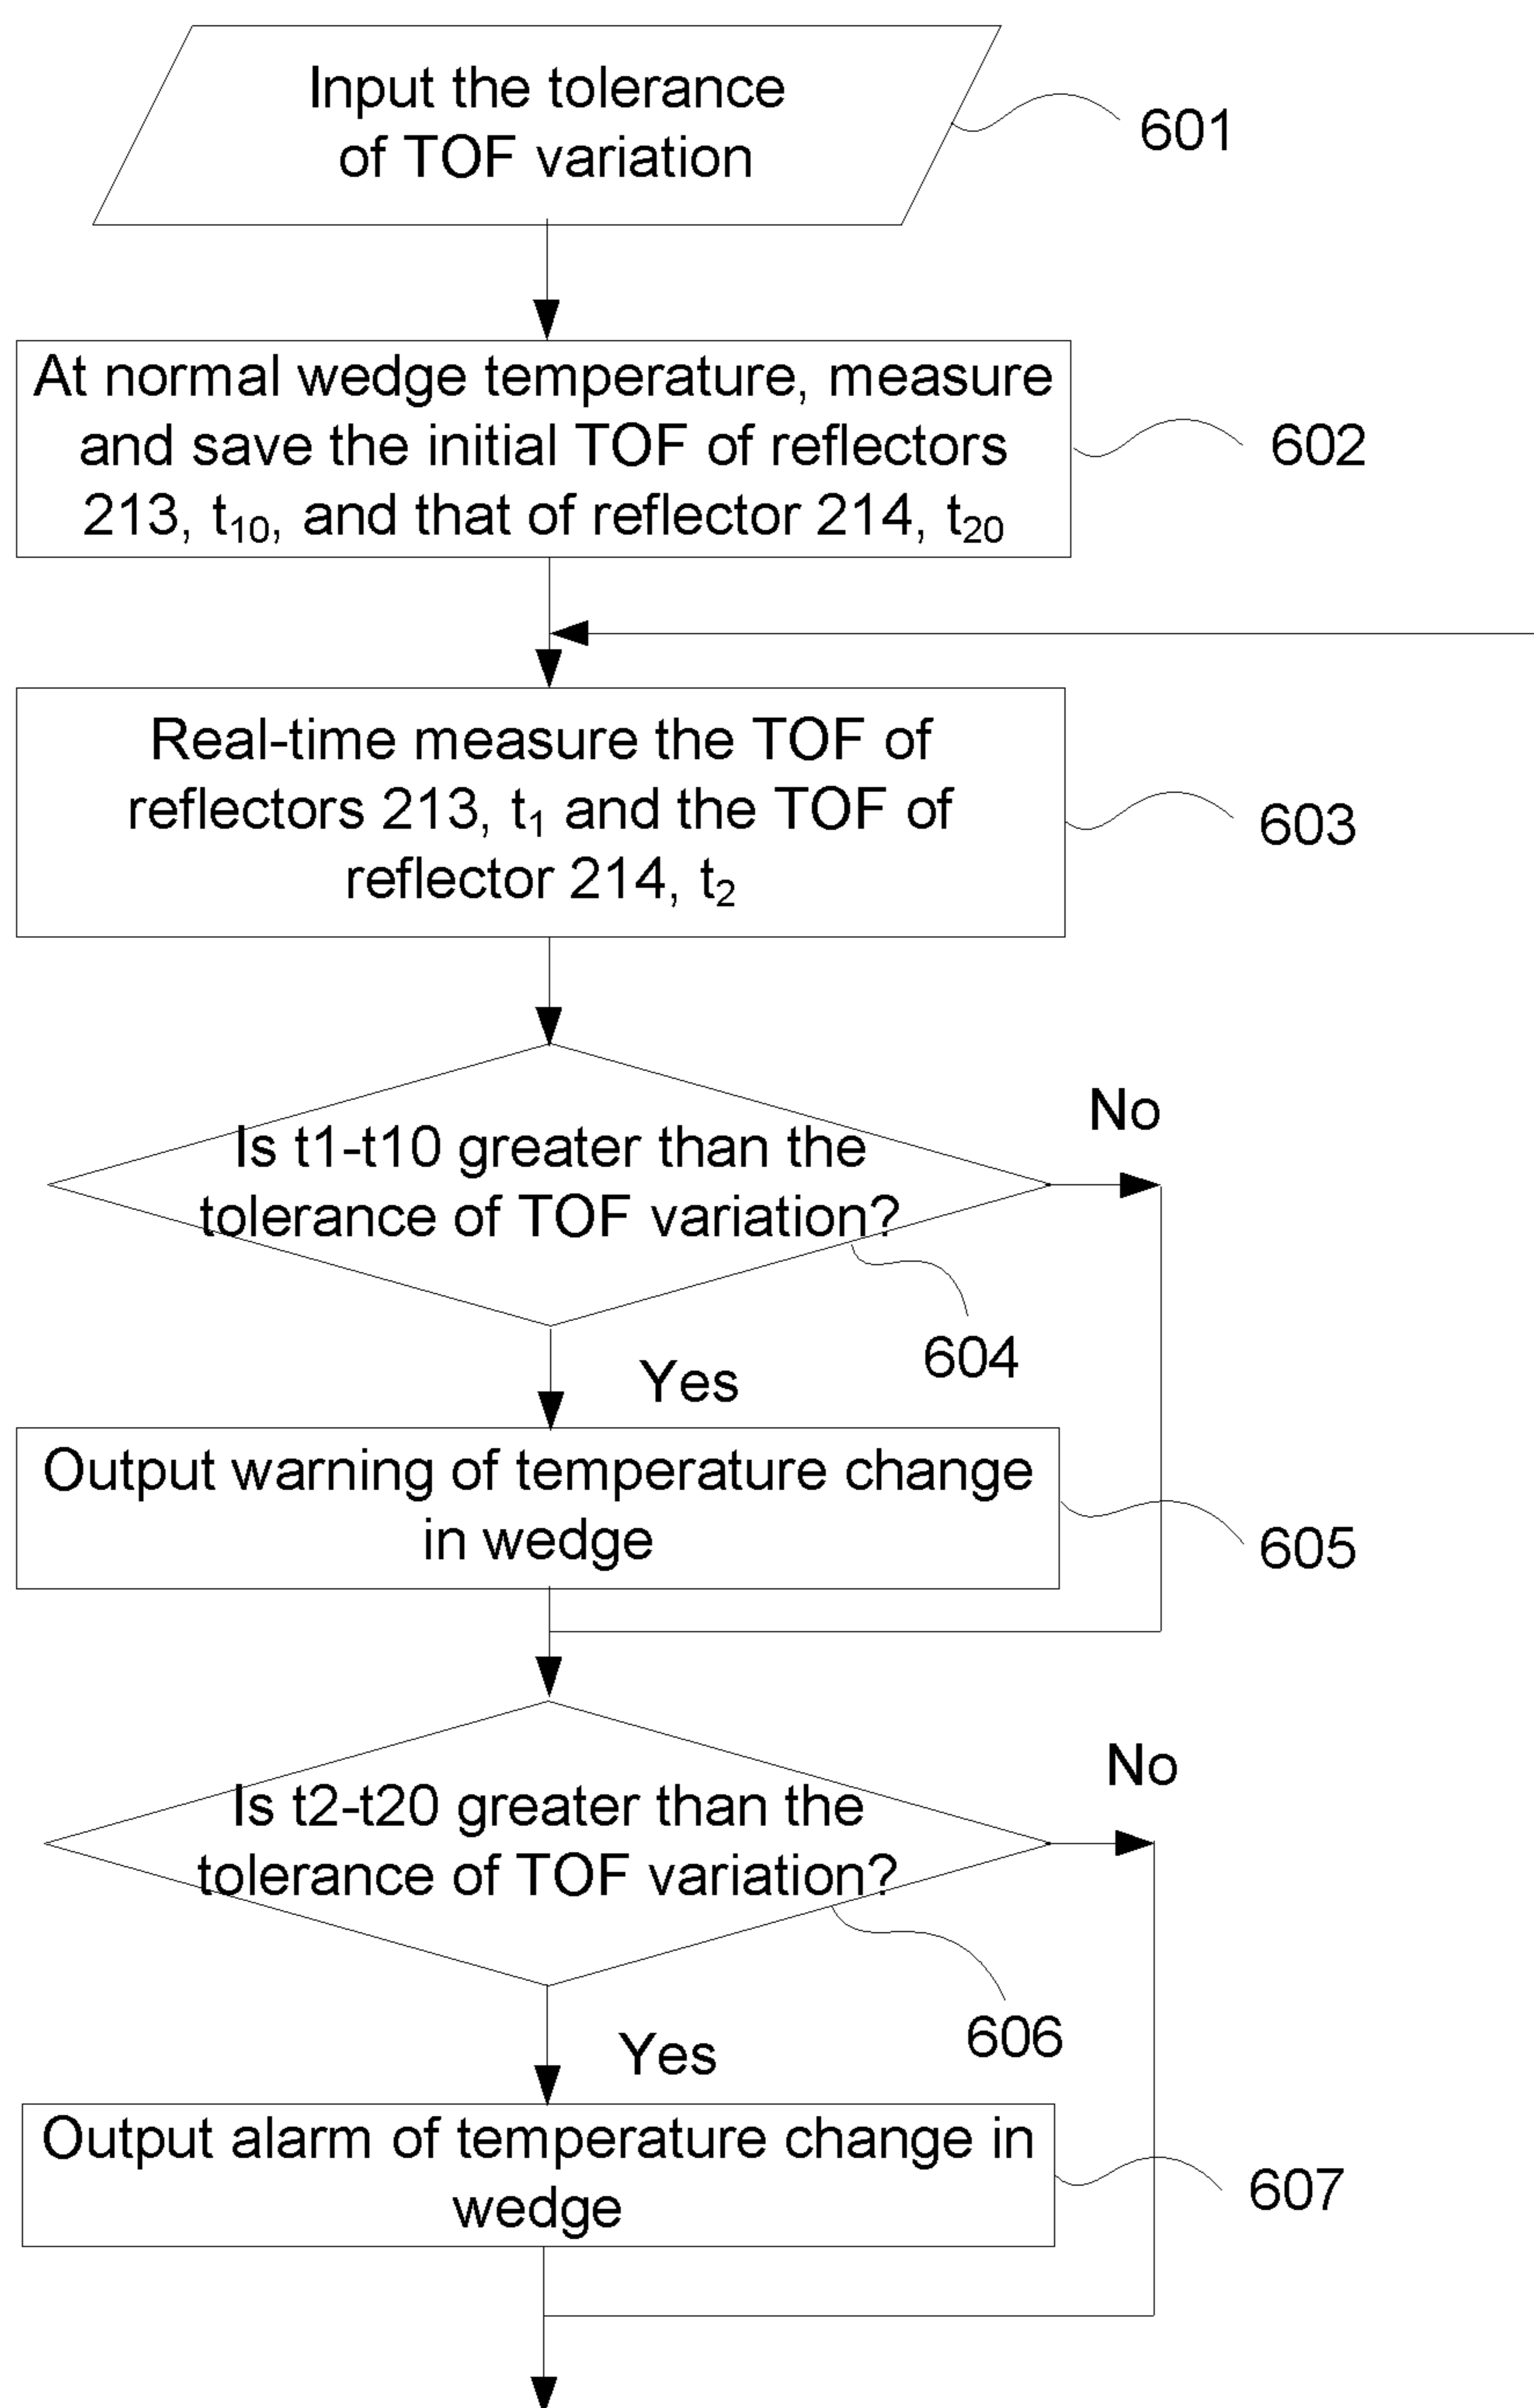 Input the tolerance
of TOF variation
601
At normal wedge temperature, measure
and save the initial TOF of reflectors
213, t10, and that of reflector 214, t20
602
Real-time measure the TOF of
reflectors 213, t1 and the TOF of
reflector 214, t2
603
No
Is t1-t10 greater than the
tolerance of TOF variation?
604
Yes
Output warning of temperature change
in wedge
605
No
Is t2-t20 greater than the
tolerance of TOF variation?
606
Yes
Output alarm of temperature change in
wedge
607